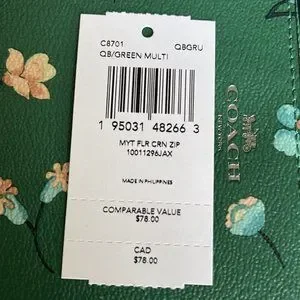 C8701 QBGRU
QB/GREEN MULTI
1 95031 48266 3
MYT FLR CRN ZIP
10011296JAX
MADE IN PHILIPPINES
COMPARABLE VALUE
$78.00
CAD
$78.00
COACH
NEW YORK